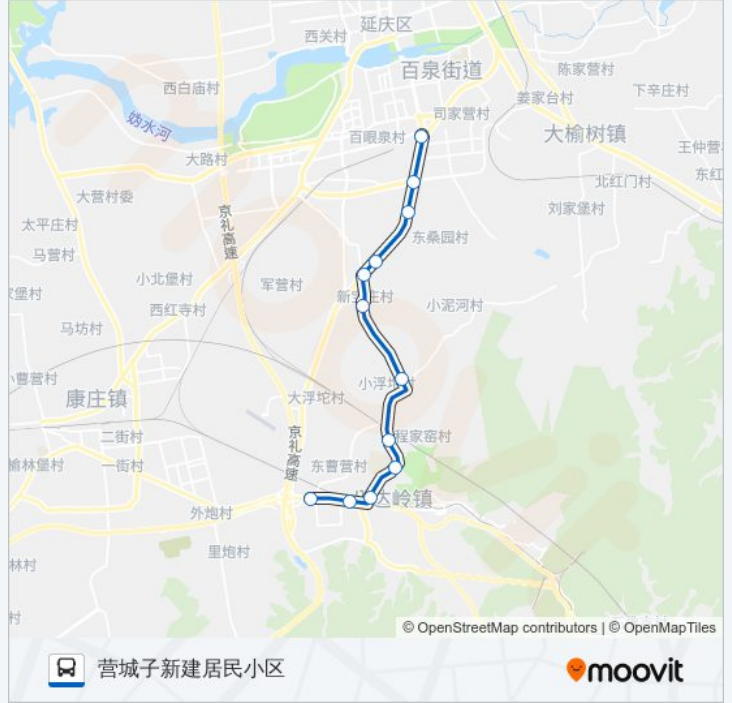 延庆区
西关村
百泉街道
陈家营村
西白庙村
姜家台村
下辛庄村
司家营村
妫水河
百眼泉村
大榆树镇
王仲营
大路村
东红
北红门村
大营村委
刘家堡村
太平庄村
京礼高速
东桑园村
马营村
小北堡村
军营村
堡村
新宝庄村
小泥河村
西红寺村
马坊村
小曹营村
小浮坨村
康庄镇
大浮坨村
二街村
程家窑村
京礼高速
榆林堡村
一街村
东曹营村
八达岭镇
外炮村
里炮村
林村
村
© OpenStreetMap contributors | © OpenMapTiles
营城子新建居民小区
moovit